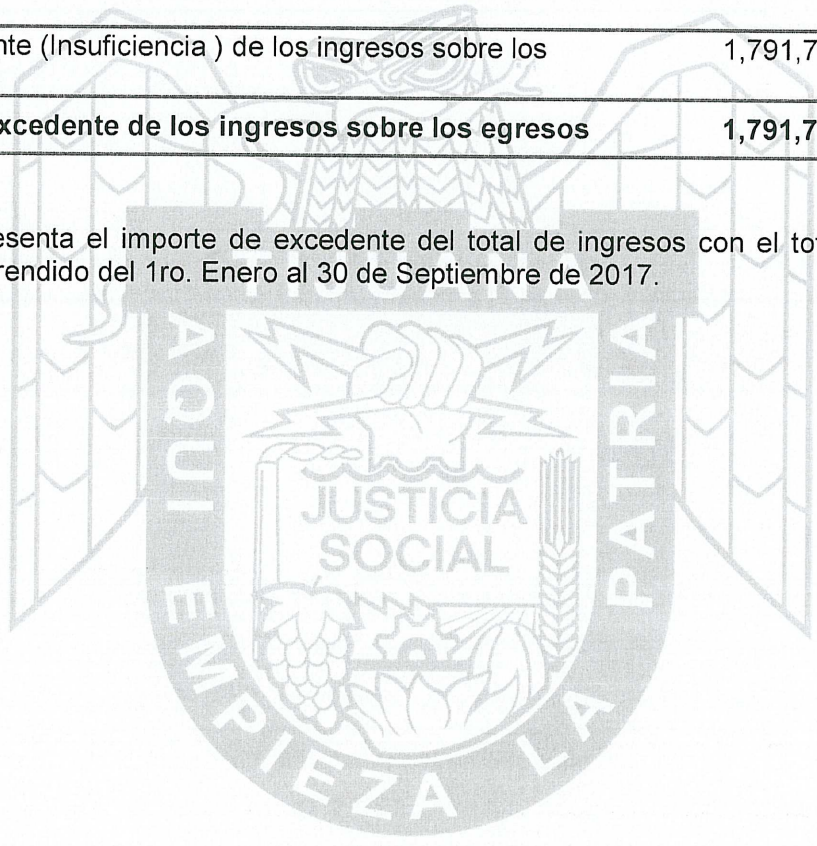 nte (Insuficiencia ) de los ingresos sobre los 1,791,7
xcedente de los ingresos sobre los egresos 1,791,7
esenta el importe de excedente del total de ingresos con el tot
rendido del 1ro. Enero al 30 de Septiembre de 2017.
TIJUANA
AQUI EMPIEZA LA PATRIA
JUSTICIA
SOCIAL